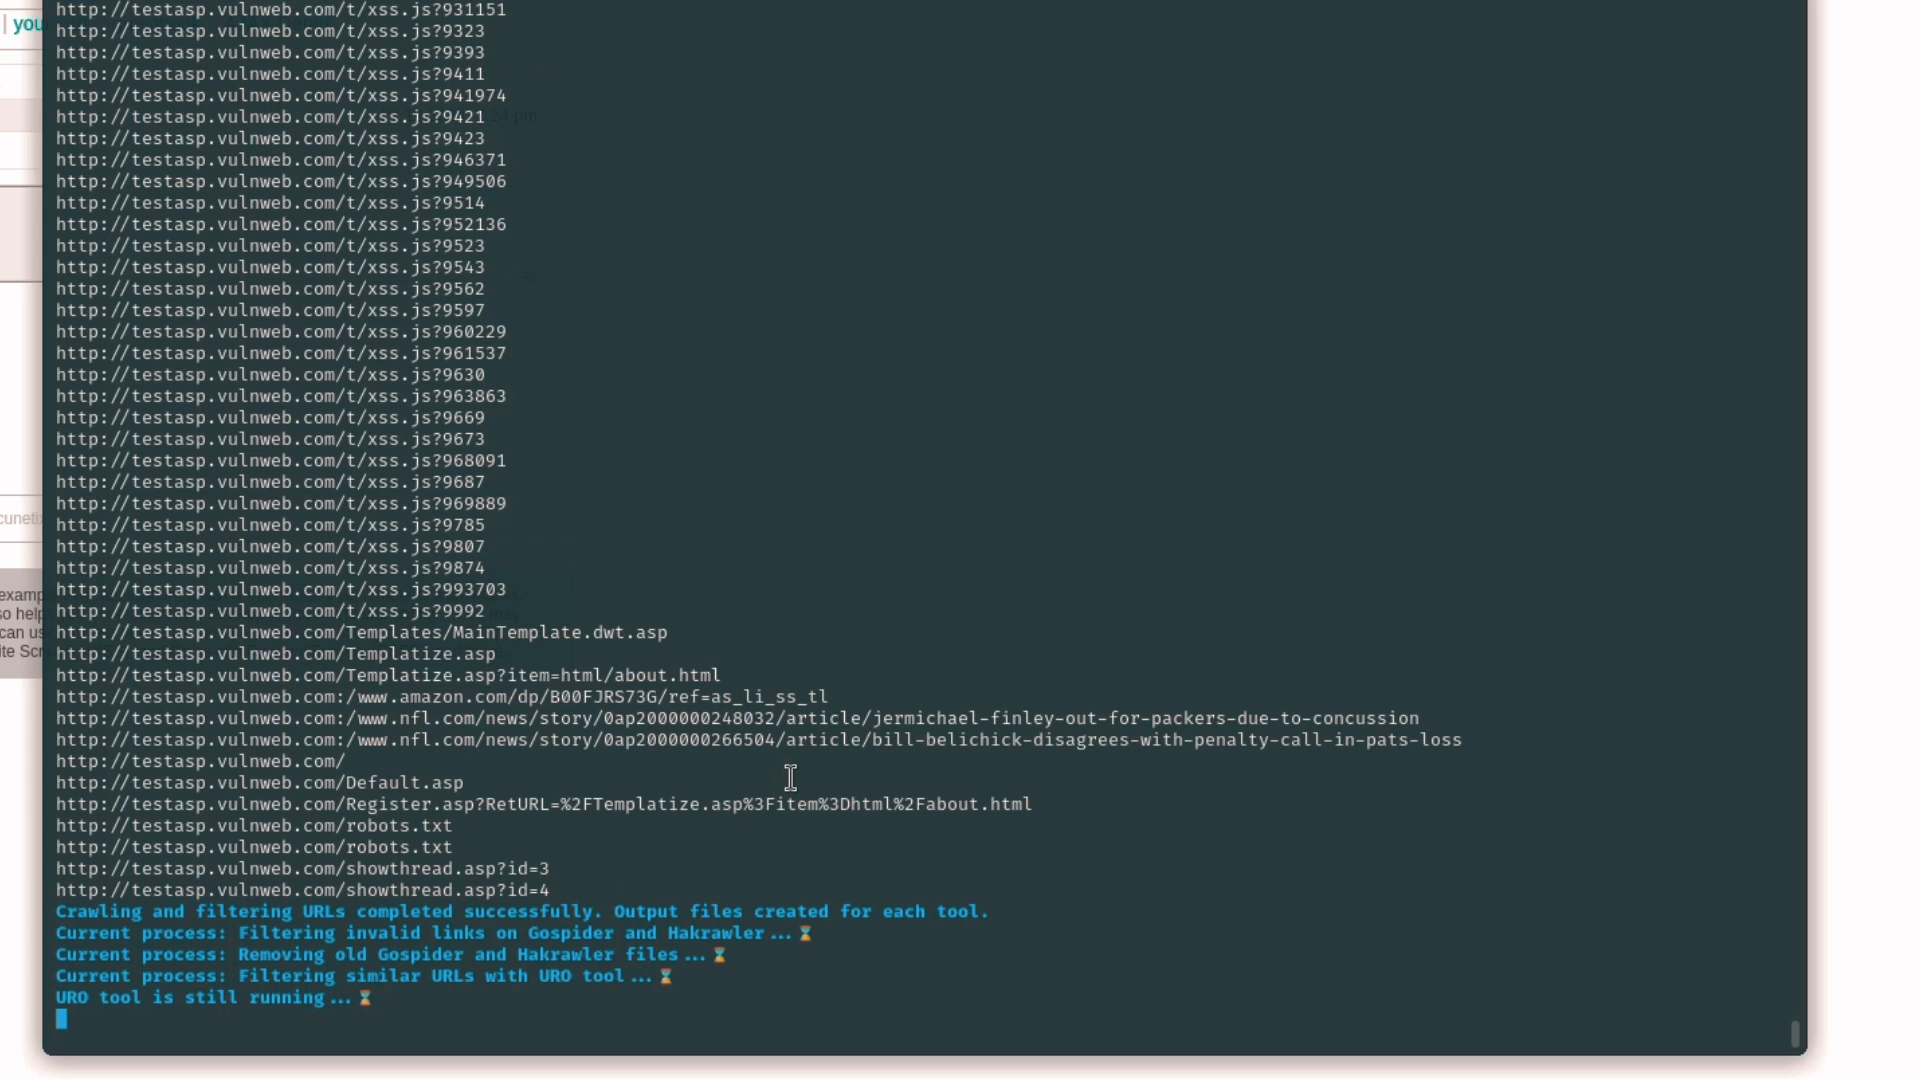 http://testasp.vulnweb.com/t/xss.js?931151
http://testasp.vulnweb.com/t/xss.js?9323
http://testasp.vulnweb.com/t/xss.js?9393
http://testasp.vulnweb.com/t/xss.js?9411
http://testasp.vulnweb.com/t/xss.js?941974
http://testasp.vulnweb.com/t/xss.js?9421
http://testasp.vulnweb.com/t/xss.js?9423
http://testasp.vulnweb.com/t/xss.js?946371
http://testasp.vulnweb.com/t/xss.js?949506
http://testasp.vulnweb.com/t/xss.js?9514
http://testasp.vulnweb.com/t/xss.js?952136
http://testasp.vulnweb.com/t/xss.js?9523
http://testasp.vulnweb.com/t/xss.js?9543
http://testasp.vulnweb.com/t/xss.js?9562
http://testasp.vulnweb.com/t/xss.js?9597
http://testasp.vulnweb.com/t/xss.js?960229
http://testasp.vulnweb.com/t/xss.js?961537
http://testasp.vulnweb.com/t/xss.js?9630
http://testasp.vulnweb.com/t/xss.js?963863
http://testasp.vulnweb.com/t/xss.js?9669
http://testasp.vulnweb.com/t/xss.js?9673
http://testasp.vulnweb.com/t/xss.js?968091
http://testasp.vulnweb.com/t/xss.js?9687
http://testasp.vulnweb.com/t/xss.js?969889
http://testasp.vulnweb.com/t/xss.js?9785
http://testasp.vulnweb.com/t/xss.js?9807
http://testasp.vulnweb.com/t/xss.js?9874
http://testasp.vulnweb.com/t/xss.js?993703
http://testasp.vulnweb.com/t/xss.js?9992
http://testasp.vulnweb.com/Templates/MainTemplate.dwt.asp
http://testasp.vulnweb.com/Templatize.asp
http://testasp.vulnweb.com/Templatize.asp?item=html/about.html
http://testasp.vulnweb.com:/www.amazon.com/dp/B00FJRS73G/ref=as_li_ss_tl
http://testasp.vulnweb.com:/www.nfl.com/news/story/0ap2000000248032/article/jermichael-finley-out-for-packers-due-to-concussion
http://testasp.vulnweb.com:/www.nfl.com/news/story/0ap2000000266504/article/bill-belichick-disagrees-with-penalty-call-in-pats-loss
http://testasp.vulnweb.com/
http://testasp.vulnweb.com/Default.asp
http://testasp.vulnweb.com/Register.asp?RetURL=%2FTemplatize.asp%3Fitem%3Dhtml%2Fabout.html
http://testasp.vulnweb.com/robots.txt
http://testasp.vulnweb.com/robots.txt
http://testasp.vulnweb.com/showthread.asp?id=3
http://testasp.vulnweb.com/showthread.asp?id=4
Crawling and filtering URLs completed successfully. Output files created for each tool.
Current process: Filtering invalid links on Gospider and Hakrawler...⌛
Current process: Removing old Gospider and Hakrawler files...⌛
Current process: Filtering similar URLs with URO tool...⌛
URO tool is still running...⌛